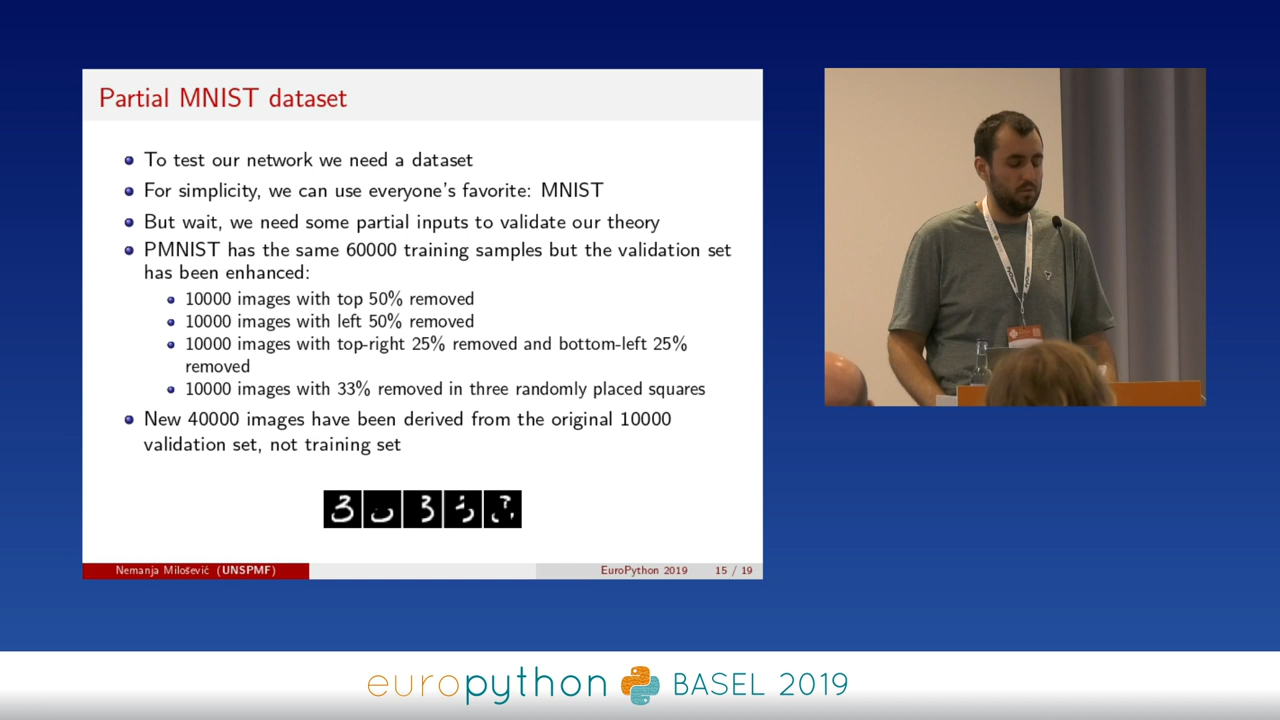 Partial MNIST dataset
To test our network we need a dataset
For simplicity, we can use everyone's favorite: MNIST
But wait, we need some partial inputs to validate our theory
PMNIST has the same 60000 training samples but the validation set
has been enhanced:
10000 images with top 50% removed
10000 images with left 50% removed
10000 images with top-right 25% removed and bottom-left 25%
removed
10000 images with 33% removed in three randomly placed squares
New 40000 images have been derived from the original 10000
validation set, not training set
3
Nemanja Milošević (UNSPMF) EuroPython 2019 15 / 19
europython BASEL 2019